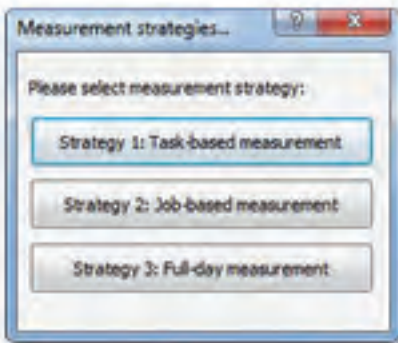 Measurement strategies...
Please select measurement strategy:
Strategy 1: Task-based measurement
Strategy 2: Job-based measurement
Strategy 3: Full-day measurement